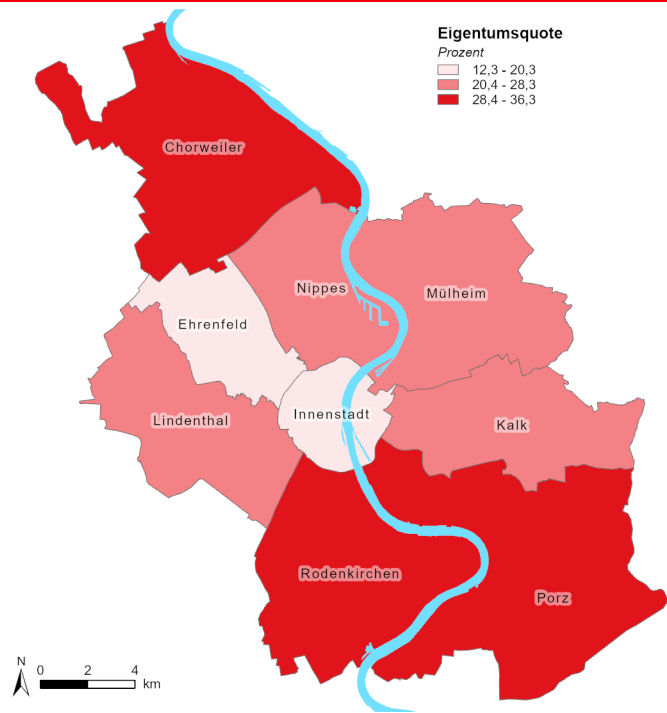 Eigentumsquote
Prozent
12,3 - 20,3
20,4 - 28,3
28,4 - 36,3
Chorweiler
Nippes
Mülheim
Ehrenfeld
Innenstadt
Lindenthal
Kalk
Rodenkirchen
Porz
N
0 2 4
km